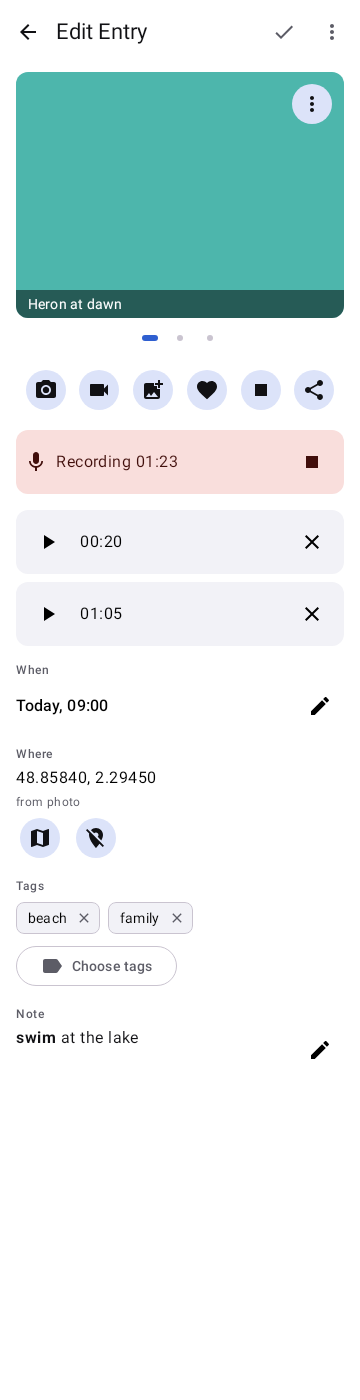 Edit Entry
Heron at dawn
Recording 01:23
00:20
01:05
When
Today, 09:00
Where
48.85840, 2.29450
from photo
Tags
beach
family
Choose tags
Note
swim at the lake